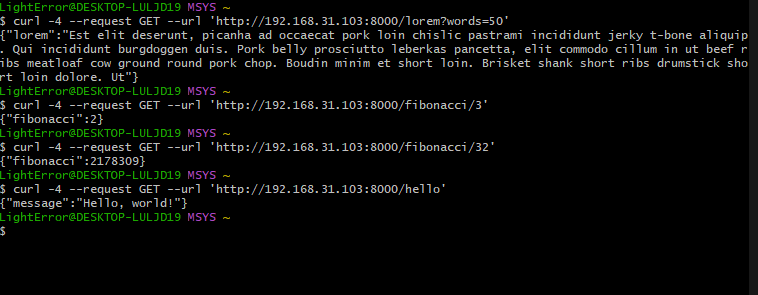 $ curl -4 --request GET --url 'http://192.168.31.103:8000/lorem?words=50'
{"lorem":"Est elit deserunt, picanha ad occaecat pork loin chislic pastrami incididunt jerky t-bone aliquip
. Qui incididunt burgdoggen duis. Pork belly prosciutto leberkas pancetta, elit commodo cillum in ut beef r
ibs meatloaf cow ground round pork chop. Boudin minim et short loin. Brisket shank short ribs drumstick sho
rt loin dolore. Ut"}
LightError@DESKTOP-LULJD19 MSYS ~
$ curl -4 --request GET --url 'http://192.168.31.103:8000/fibonacci/3'
{"fibonacci":2}
LightError@DESKTOP-LULJD19 MSYS ~
$ curl -4 --request GET --url 'http://192.168.31.103:8000/fibonacci/32'
{"fibonacci":2178309}
LightError@DESKTOP-LULJD19 MSYS ~
$ curl -4 --request GET --url 'http://192.168.31.103:8000/hello'
{"message":"Hello, world!"}
LightError@DESKTOP-LULJD19 MSYS ~
$